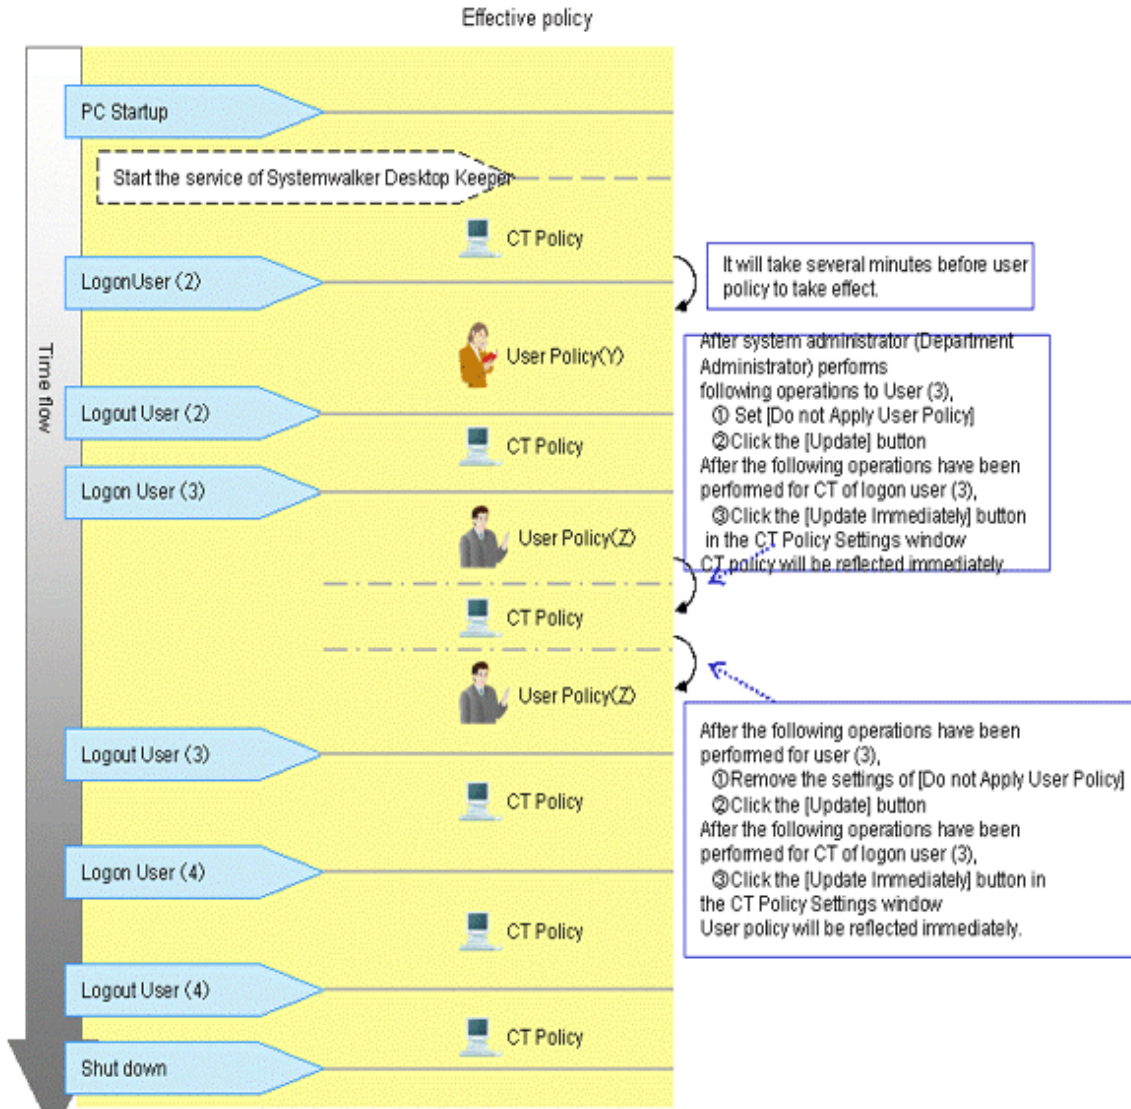 Effective policy
PC Startup
Start the service of Systemwalker Desktop Keeper
CT Policy
LogonUser (2)
It will take several minutes before user
policy to take effect.
Time flow
User Policy(Y)
After system administrator (Department
Administrator) performs
following operations to User (3),
① Set [Do not Apply User Policy]
②Click the [Update] button
After the following operations have been
performed for CT of logon user (3),
③Click the [Update Immediately] button
in the CT Policy Settings window
CT policy will be reflected immediately.
Logout User (2)
CT Policy
Logon User (3)
User Policy(Z)
CT Policy
User Policy(Z)
After the following operations have been
performed for user (3),
①Remove the settings of [Do not Apply User Policy]
②Click the [Update] button
After the following operations have been
performed for CT of logon user (3),
③Click the [Update Immediately] button in
the CT Policy Settings window
User policy will be reflected immediately.
Logout User (3)
CT Policy
Logon User (4)
CT Policy
Logout User (4)
CT Policy
Shut down